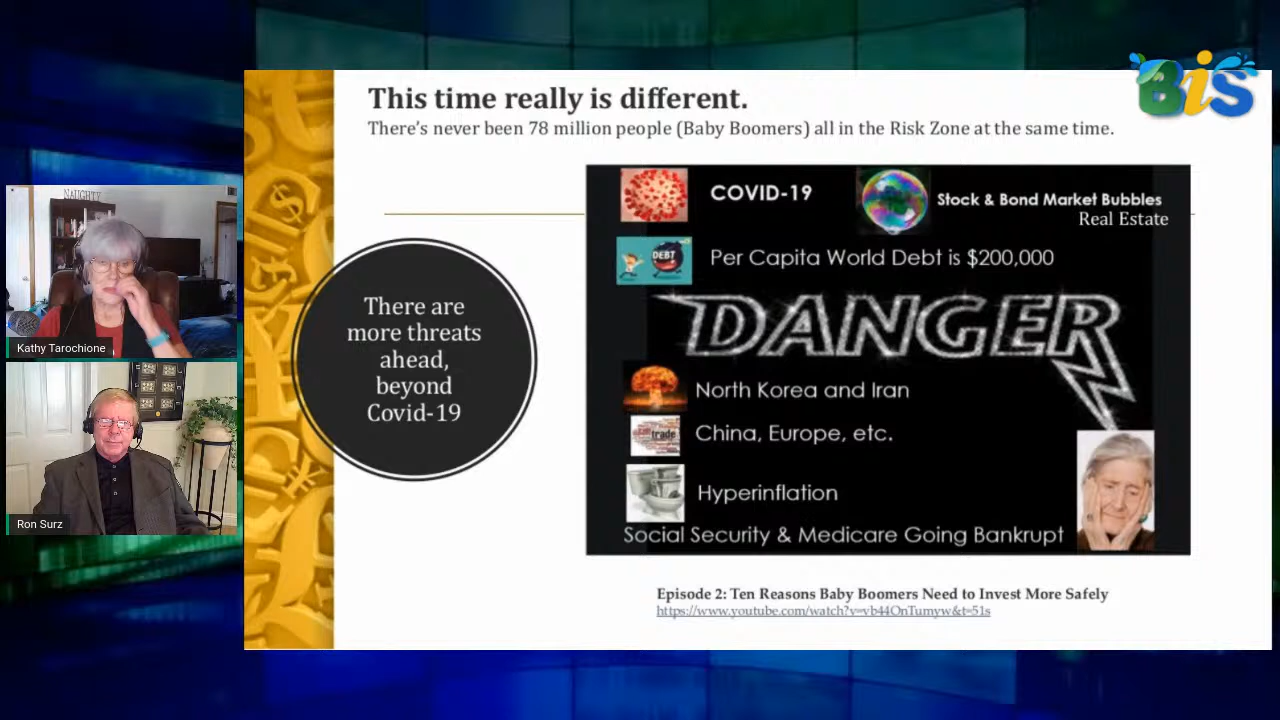 BiS
This time really is different.
There's never been 78 million people (Baby Boomers) all in the Risk Zone at the same time.
NAUGHTY
Kathy Tarochione
Ron Surz
There are
more threats
ahead,
beyond
Covid-19
COVID-19
Stock & Bond Market Bubbles
Real Estate
DEBT
Per Capita World Debt is $200,000
DANGER
North Korea and Iran
trade
China, Europe, etc.
Hyperinflation
Social Security & Medicare Going Bankrupt
Episode 2: Ten Reasons Baby Boomers Need to Invest More Safely
https://www.youtube.com/watch?v=vb44OnTumyw&t=51s